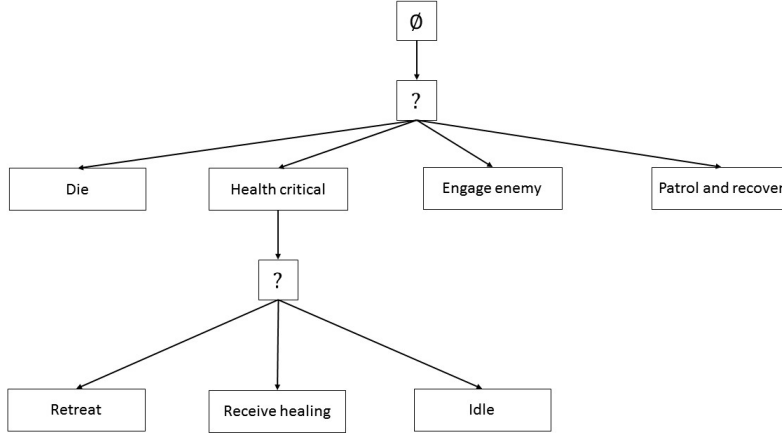 Ø
?
Die
Health critical
Engage enemy
Patrol and recover
?
Retreat
Receive healing
Idle